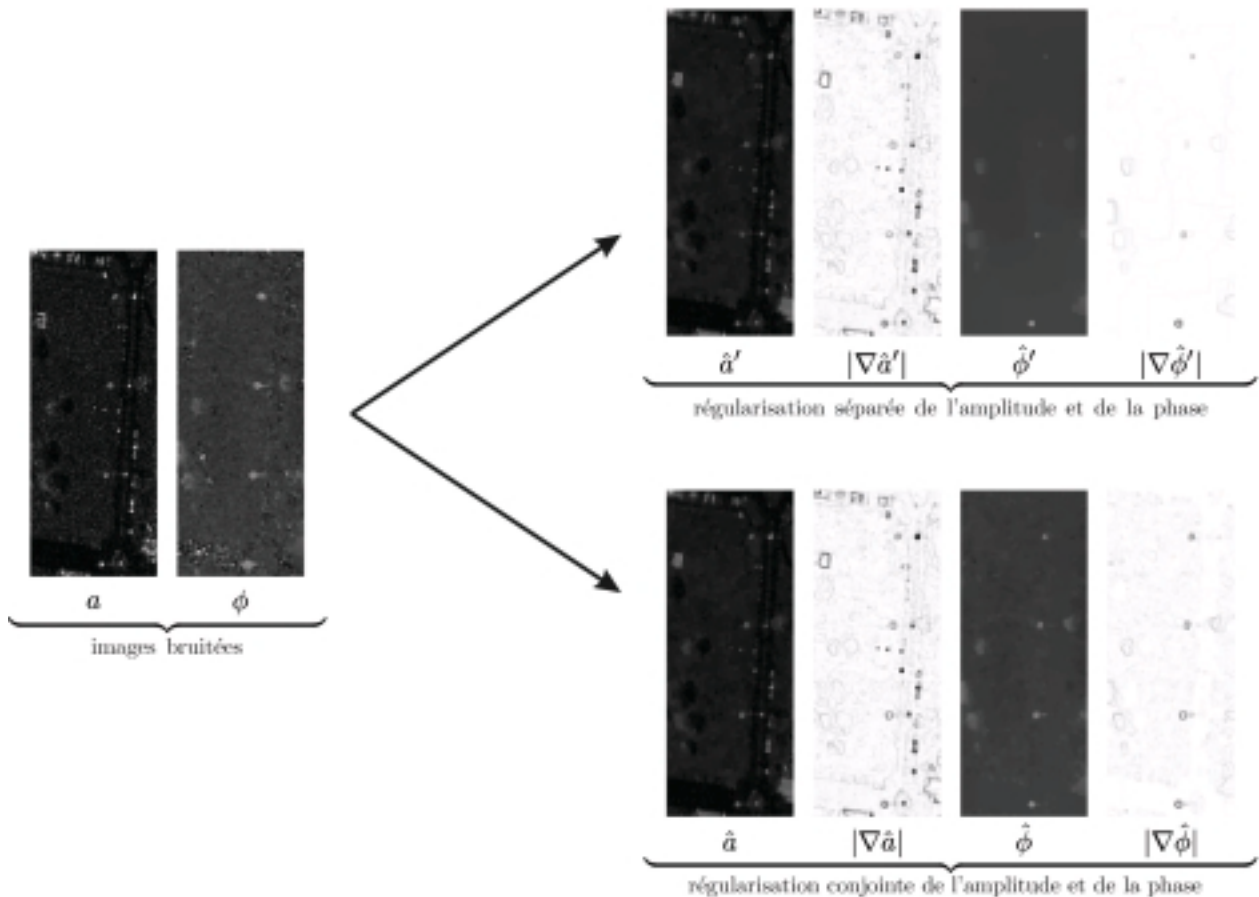 â′ |∇â′| ϕ̂′ |∇ϕ̂′|
régularisation séparée de l'amplitude et de la phase
a ϕ
images bruitées
â |∇â| ϕ̂ |∇ϕ̂|
régularisation conjointe de l'amplitude et de la phase